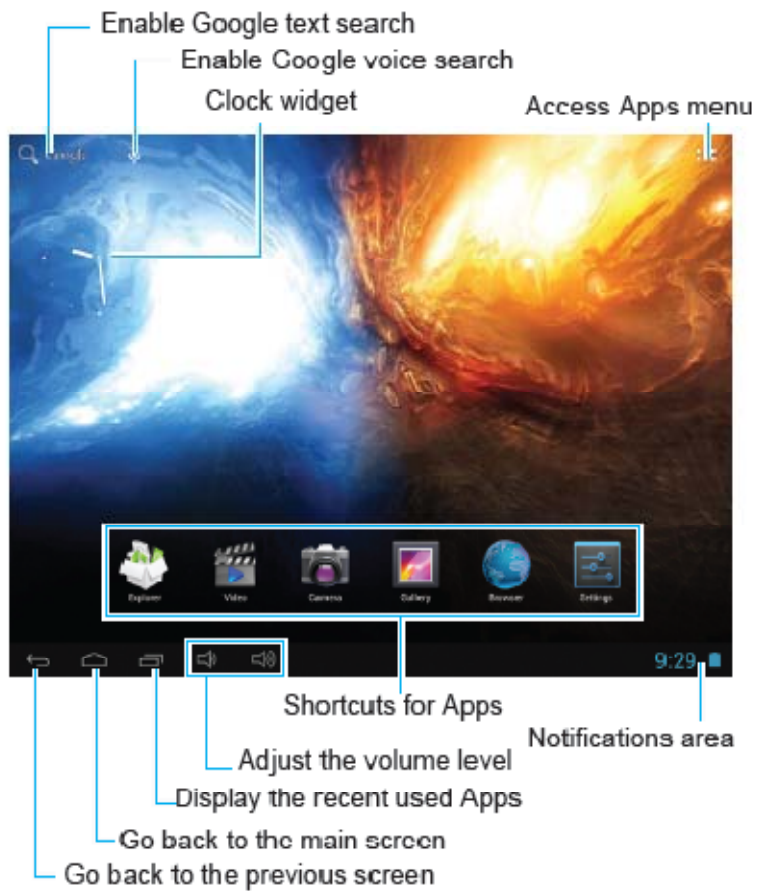 Enable Google text search
Enable Google voice search
Clock widget
Access Apps menu
Google
Explorer
Video
Camera
Gallery
Browser
Settings
9:29
Shortcuts for Apps
Notifications area
Adjust the volume level
Display the recent used Apps
Go back to the main screen
Go back to the previous screen